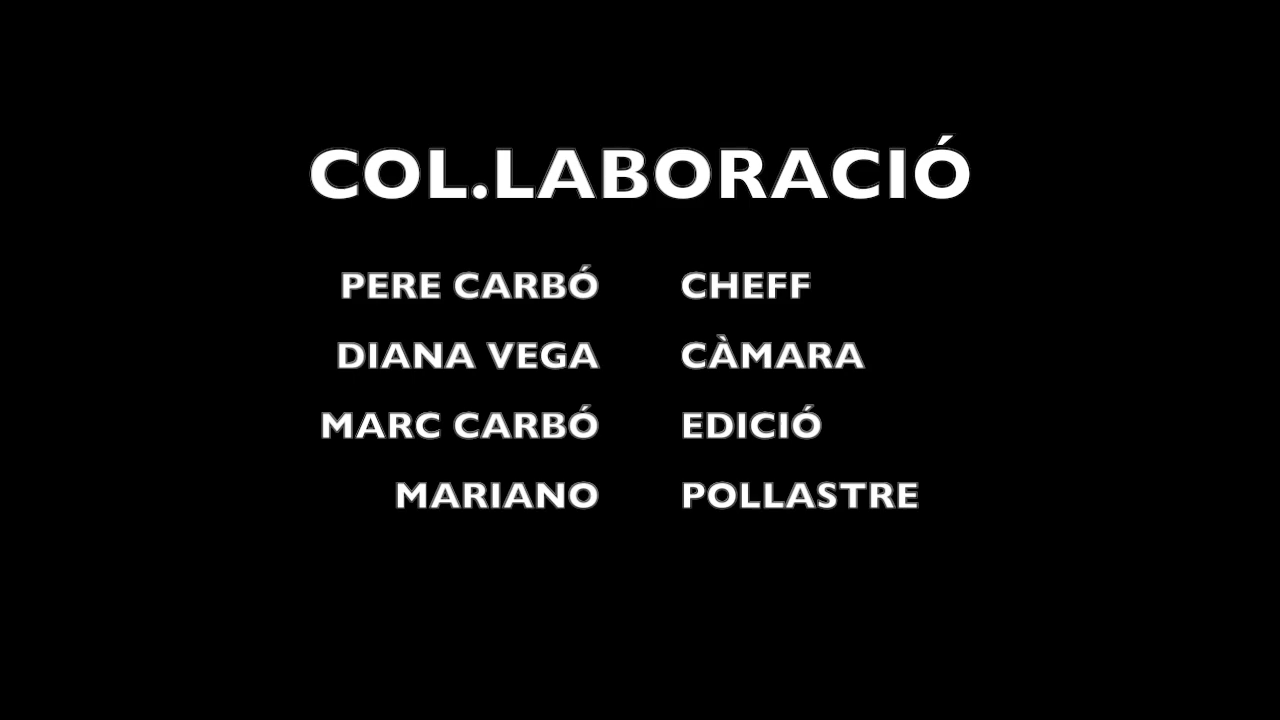 COL.LABORACIÓ
PERE CARBÓ CHEFF
DIANA VEGA CÀMARA
MARC CARBÓ EDICIÓ
MARIANO POLLASTRE